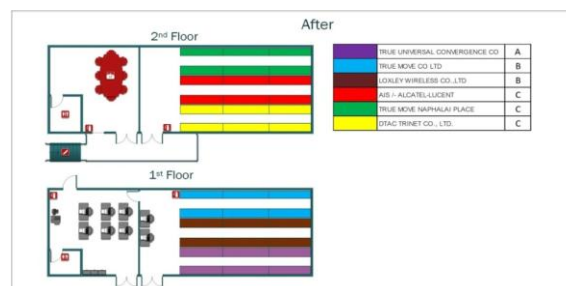 After
2nd Floor
TRUE UNIVERSAL CONVERGENCE CO A
TRUE MOVE CO LTD B
LOXLEY WIRELESS CO.,LTD B
AIS /- ALCATEL-LUCENT C
TRUE MOVE NAPHALAI PLACE C
DTAC TRINET CO., LTD. C
1st Floor